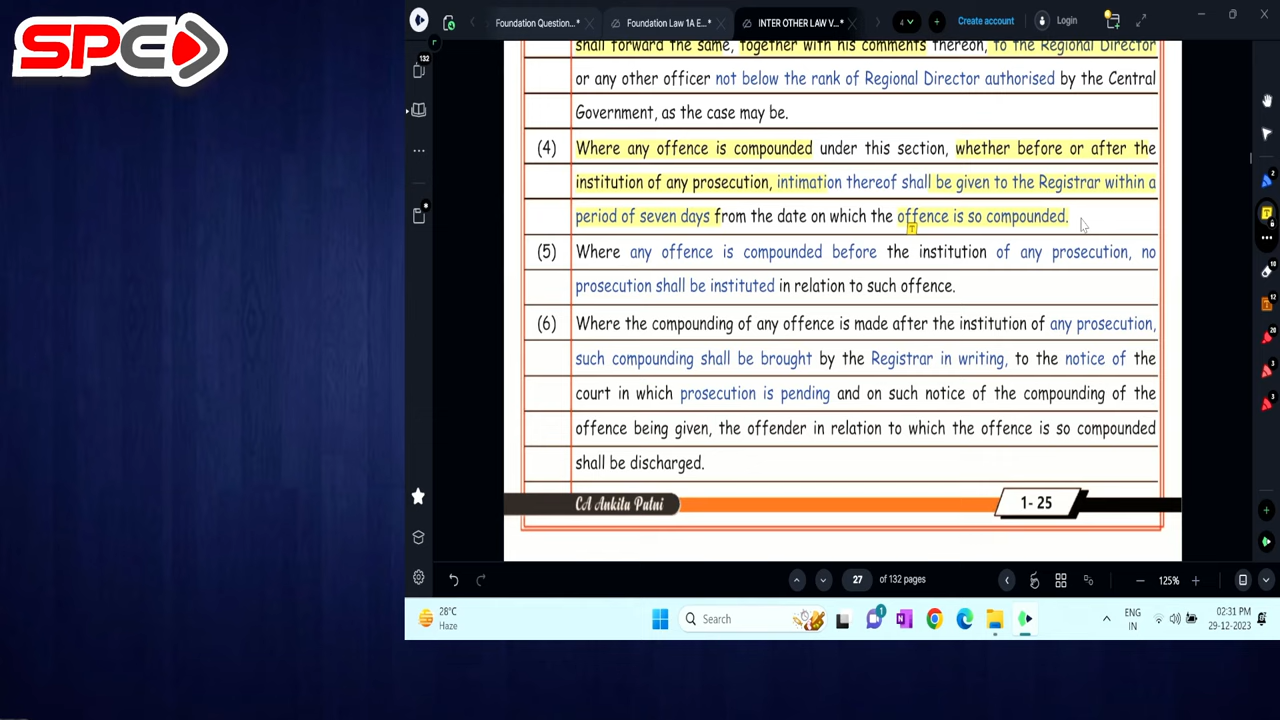 SPC
Foundation Question...*
Foundation Law 1A E...*
INTER OTHER LAW V...*
4
Create account
Login
132
shall forward the same, together with his comments thereon, to the Regional Director
or any other officer not below the rank of Regional Director authorised by the Central
Government, as the case may be.
(4) Where any offence is compounded under this section, whether before or after the
institution of any prosecution, intimation thereof shall be given to the Registrar within a
period of seven days from the date on which the offence is so compounded.
(5) Where any offence is compounded before the institution of any prosecution, no
prosecution shall be instituted in relation to such offence.
(6) Where the compounding of any offence is made after the institution of any prosecution,
such compounding shall be brought by the Registrar in writing, to the notice of the
court in which prosecution is pending and on such notice of the compounding of the
offence being given, the offender in relation to which the offence is so compounded
shall be discharged.
CA Ankita Patni
1- 25
27 of 132 pages
125%
28°C
Haze
Search
ENG
IN
02:31 PM
29-12-2023